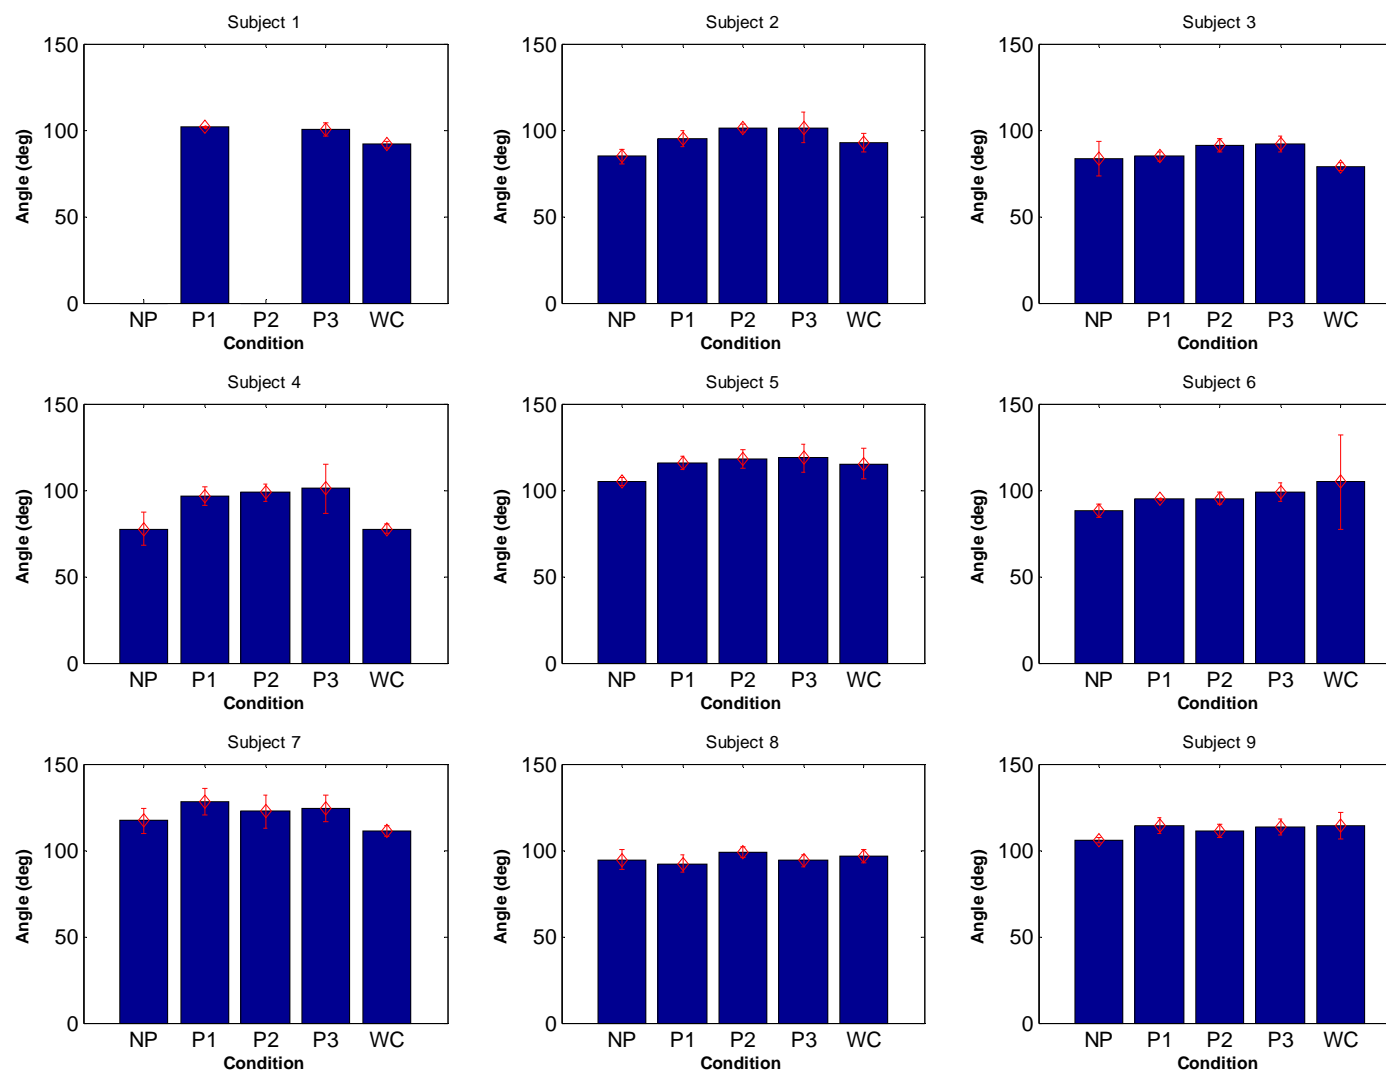 Subject 1
150
100
50
0
Angle (deg)
NP P1 P2 P3 WC
Condition
Subject 2
150
100
50
0
Angle (deg)
NP P1 P2 P3 WC
Condition
Subject 3
150
100
50
0
Angle (deg)
NP P1 P2 P3 WC
Condition
Subject 4
150
100
50
0
Angle (deg)
NP P1 P2 P3 WC
Condition
Subject 5
150
100
50
0
Angle (deg)
NP P1 P2 P3 WC
Condition
Subject 6
150
100
50
0
Angle (deg)
NP P1 P2 P3 WC
Condition
Subject 7
150
100
50
0
Angle (deg)
NP P1 P2 P3 WC
Condition
Subject 8
150
100
50
0
Angle (deg)
NP P1 P2 P3 WC
Condition
Subject 9
150
100
50
0
Angle (deg)
NP P1 P2 P3 WC
Condition